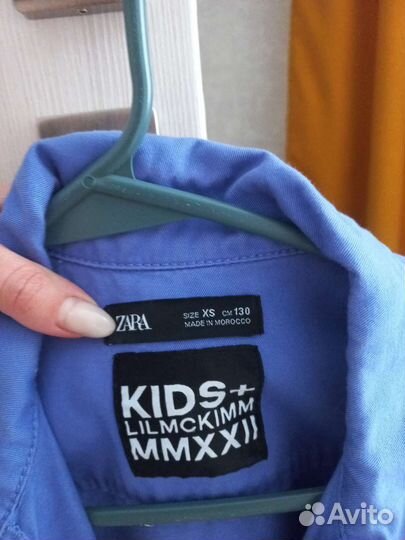 ZARA
SIZE XS CM 130
MADE IN MOROCCO
KIDS+
LILMCKIMM
MMXXII
Avito